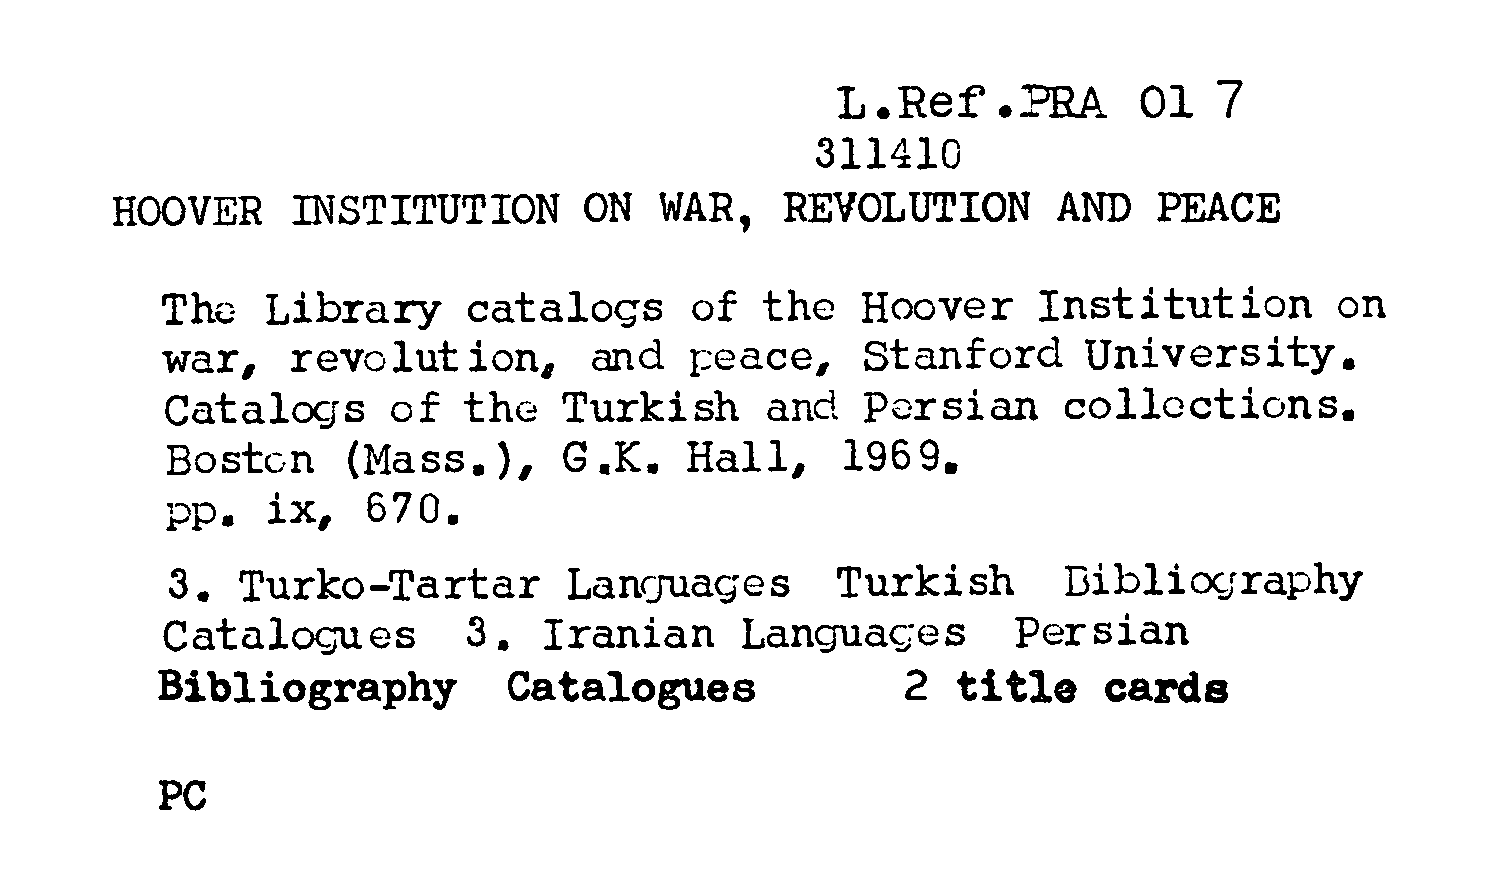 L.Ref.PRA 017
311410
HOOVER INSTITUTION ON WAR, REVOLUTION AND PEACE
The Library catalogs of the Hoover Institution on
war, revolution, and peace, Stanford University.
Catalogs of the Turkish and Persian collections.
Boston (Mass.), G.K. Hall, 1969.
pp. ix, 670.
3. Turko-Tartar Languages Turkish Bibliography
Catalogues 3. Iranian Languages Persian
Bibliography Catalogues 2 title cards
PC